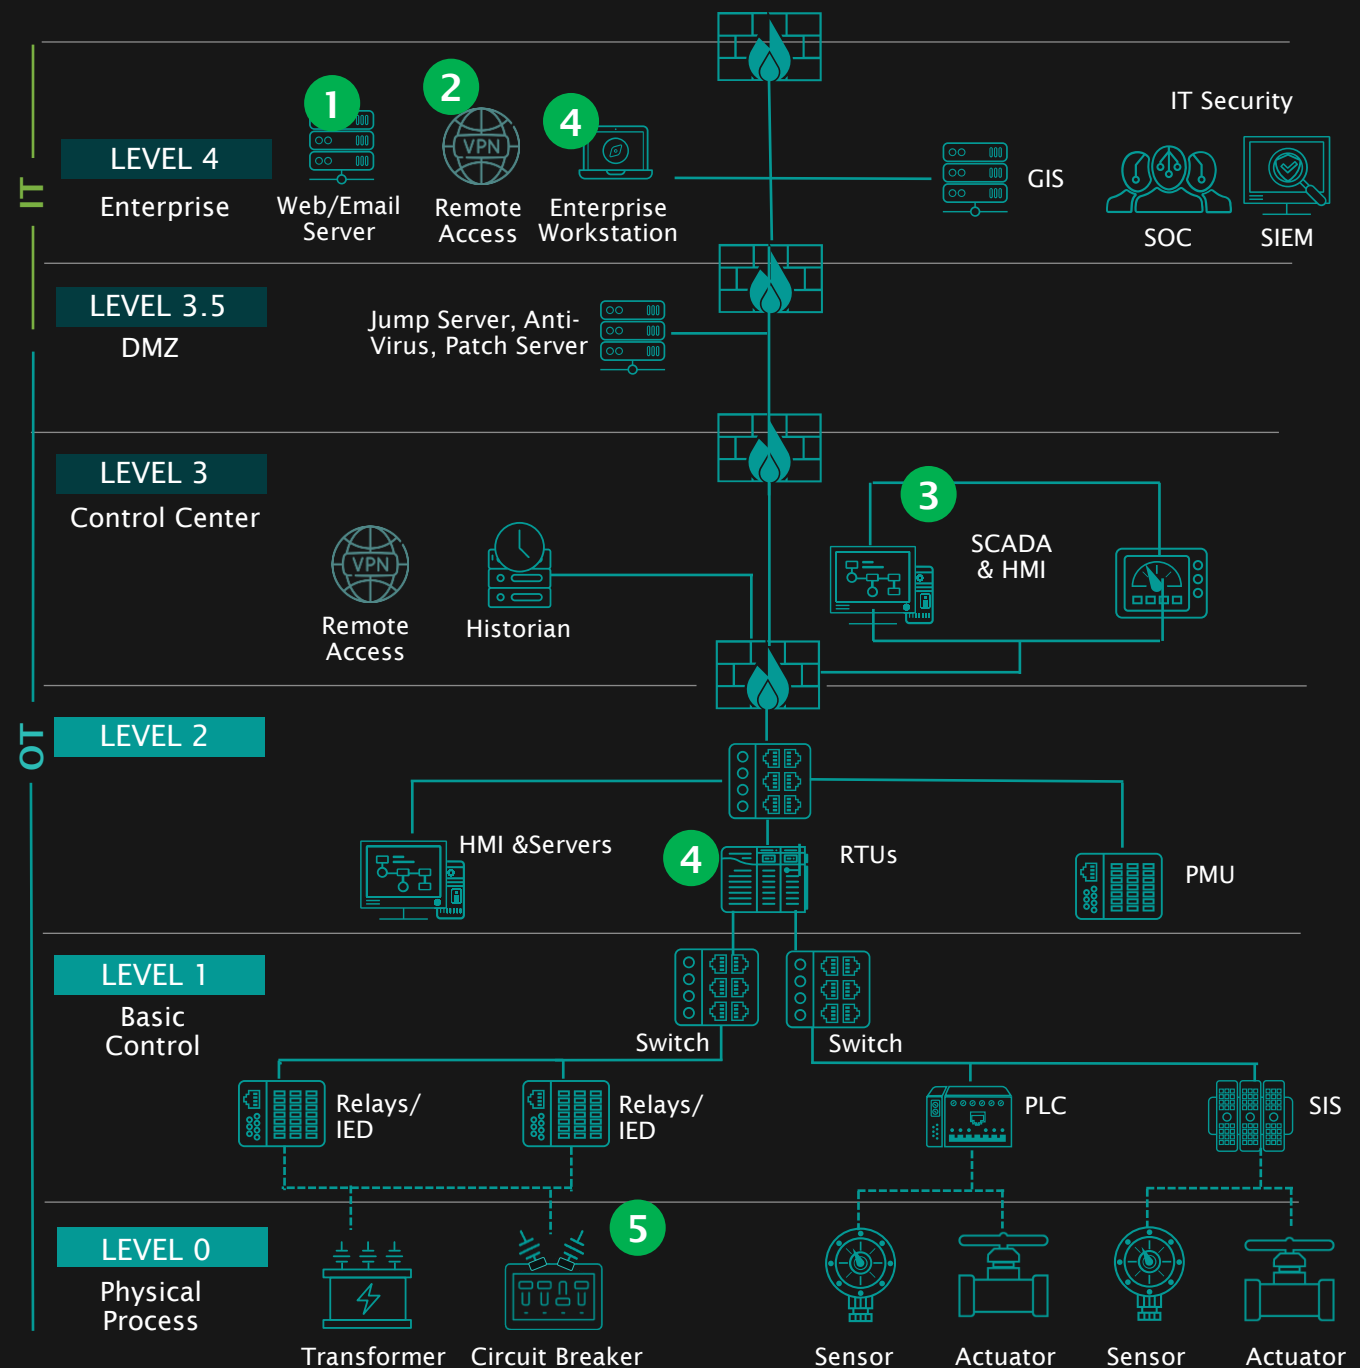 IT Security
1
2
4
VPN
LEVEL 4
Enterprise
Web/Email
Server
Remote
Access
Enterprise
Workstation
GIS
SOC
SIEM
IT
LEVEL 3.5
DMZ
Jump Server, Anti-
Virus, Patch Server
LEVEL 3
Control Center
3
SCADA
& HMI
VPN
Remote
Access
Historian
OT
LEVEL 2
HMI &Servers
4
RTUs
PMU
LEVEL 1
Basic
Control
Switch
Switch
Relays/
IED
Relays/
IED
PLC
SIS
5
LEVEL 0
Physical
Process
Transformer
Circuit Breaker
Sensor
Actuator
Sensor
Actuator